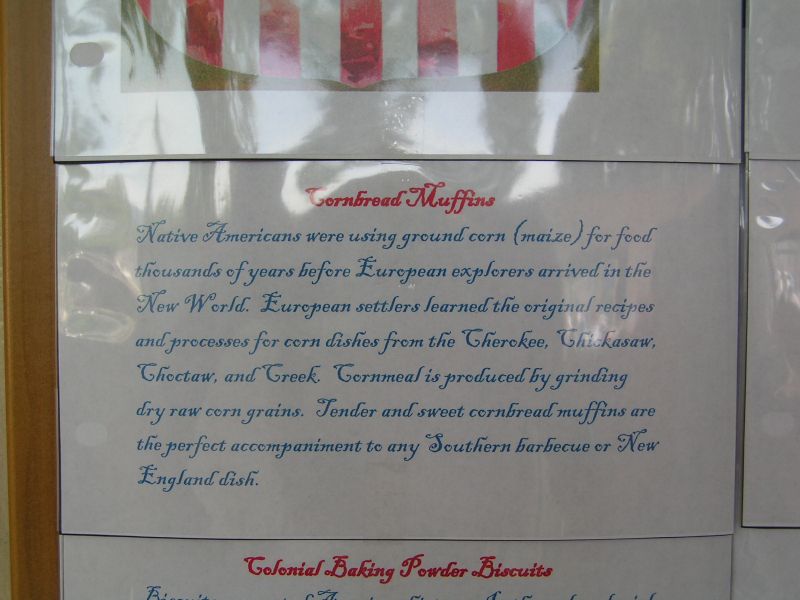 Cornbread Muffins
Native Americans were using ground corn (maize) for food
thousands of years before European explorers arrived in the
New World. European settlers learned the original recipes
and processes for corn dishes from the Cherokee, Chickasaw,
Choctaw, and Creek. Cornmeal is produced by grinding
dry raw corn grains. Tender and sweet cornbread muffins are
the perfect accompaniment to any Southern barbecue or New
England dish.
Colonial Baking Powder Biscuits
Biscuits